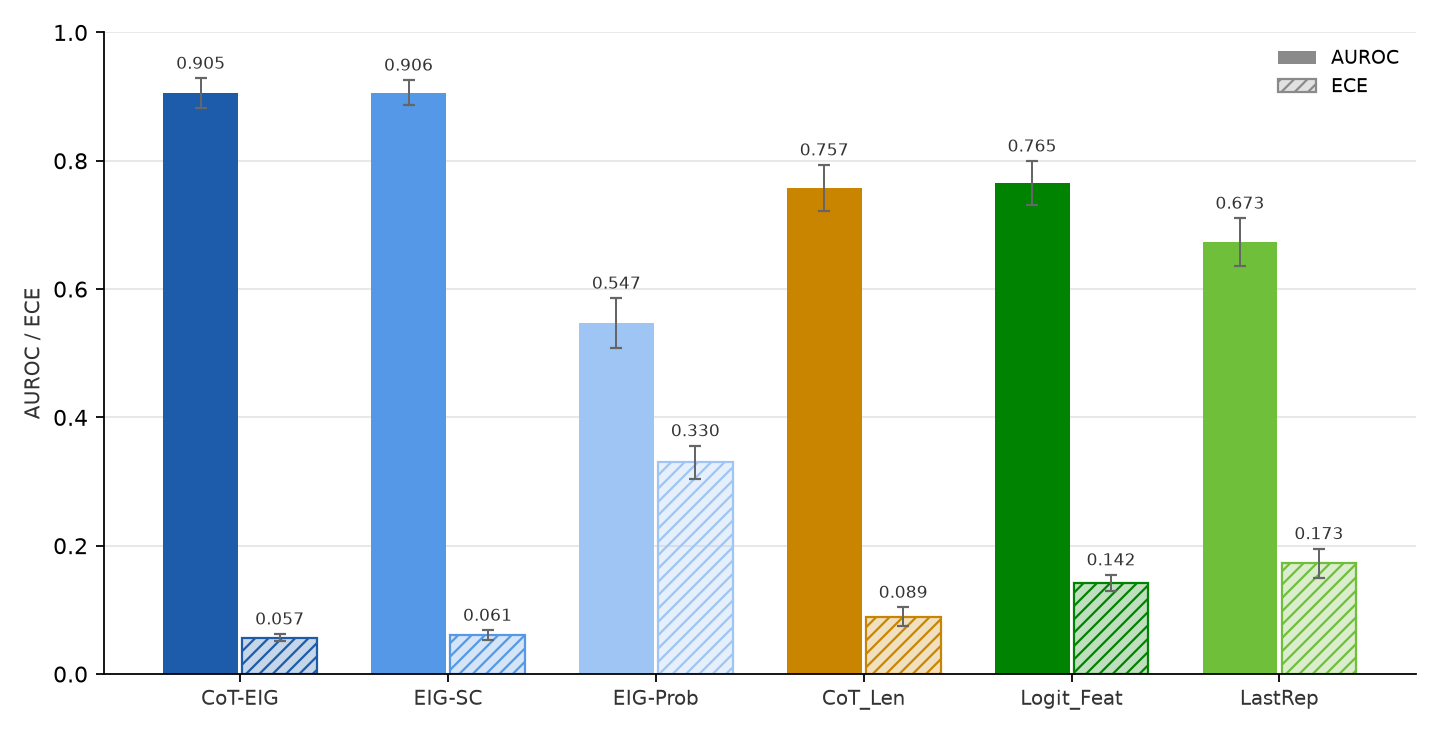 AUROC / ECE
1.0
0.8
0.6
0.4
0.2
0.0
AUROC
ECE
0.905
0.057
0.906
0.061
0.547
0.330
0.757
0.089
0.765
0.142
0.673
0.173
CoT-EIG
EIG-SC
EIG-Prob
CoT_Len
Logit_Feat
LastRep